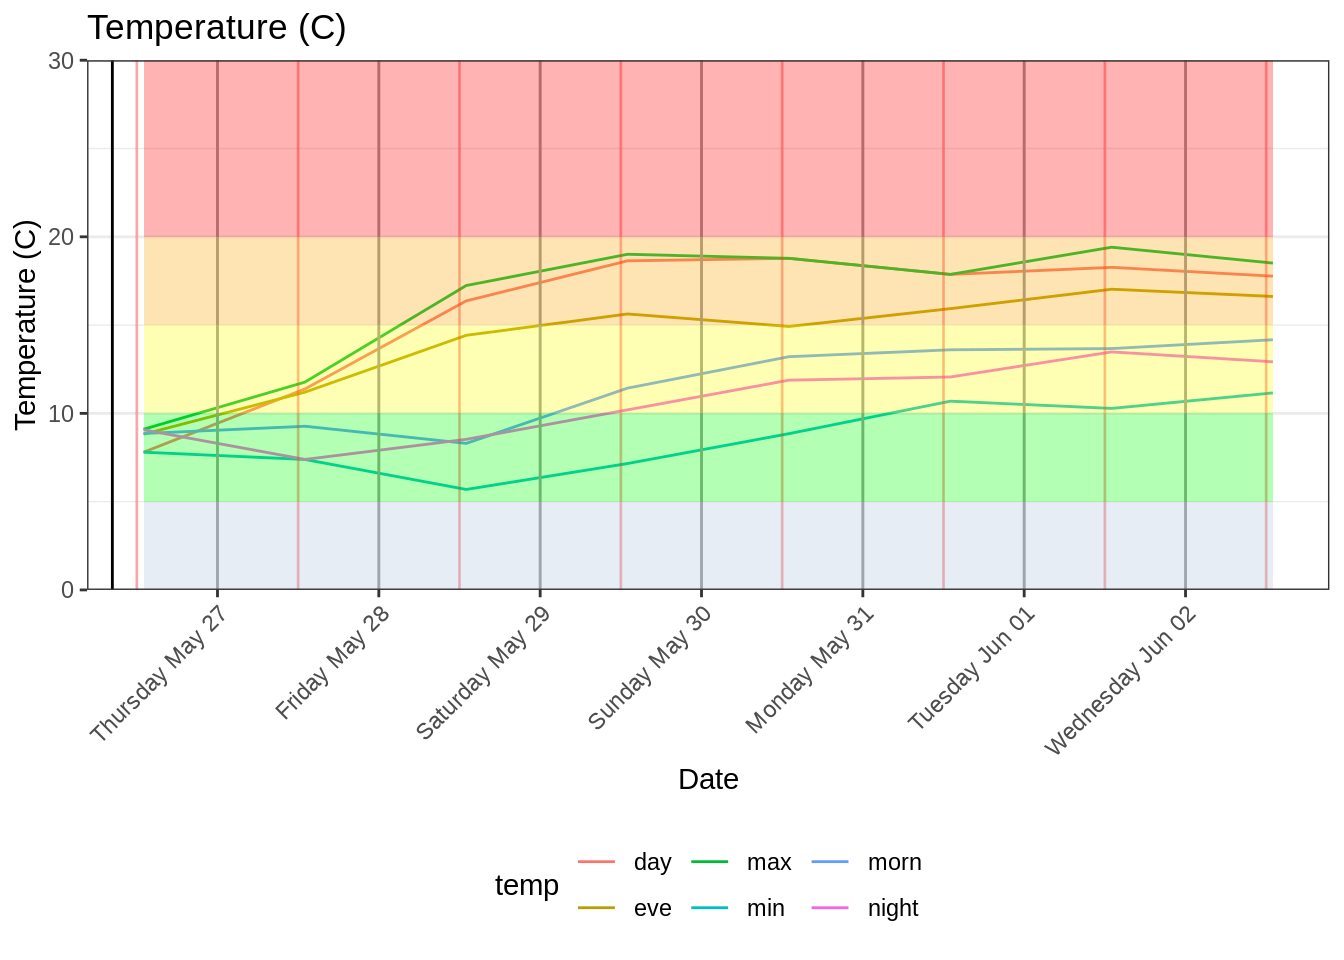 Temperature (C)
Temperature (C)
30
20
10
0
Thursday May 27
Friday May 28
Saturday May 29
Sunday May 30
Monday May 31
Tuesday Jun 01
Wednesday Jun 02
Date
temp
day
max
morn
eve
min
night